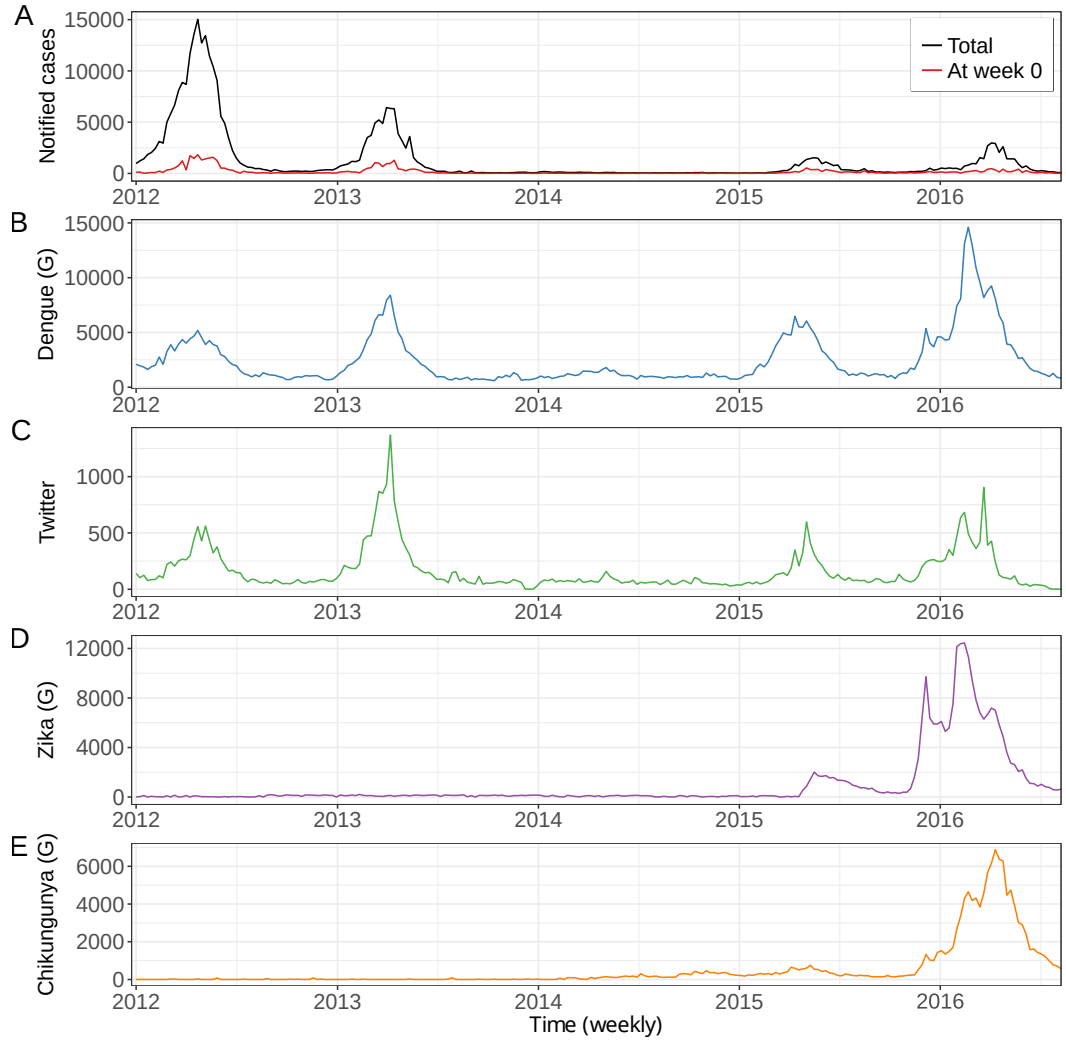 A
Notified cases
15000
10000
5000
0
Total
At week 0
2012 2013 2014 2015 2016
B
Dengue (G)
15000
10000
5000
0
2012 2013 2014 2015 2016
C
Twitter
1000
500
0
2012 2013 2014 2015 2016
D
Zika (G)
12000
8000
4000
0
2012 2013 2014 2015 2016
E
Chikungunya (G)
6000
4000
2000
0
2012 2013 2014 2015 2016
Time (weekly)